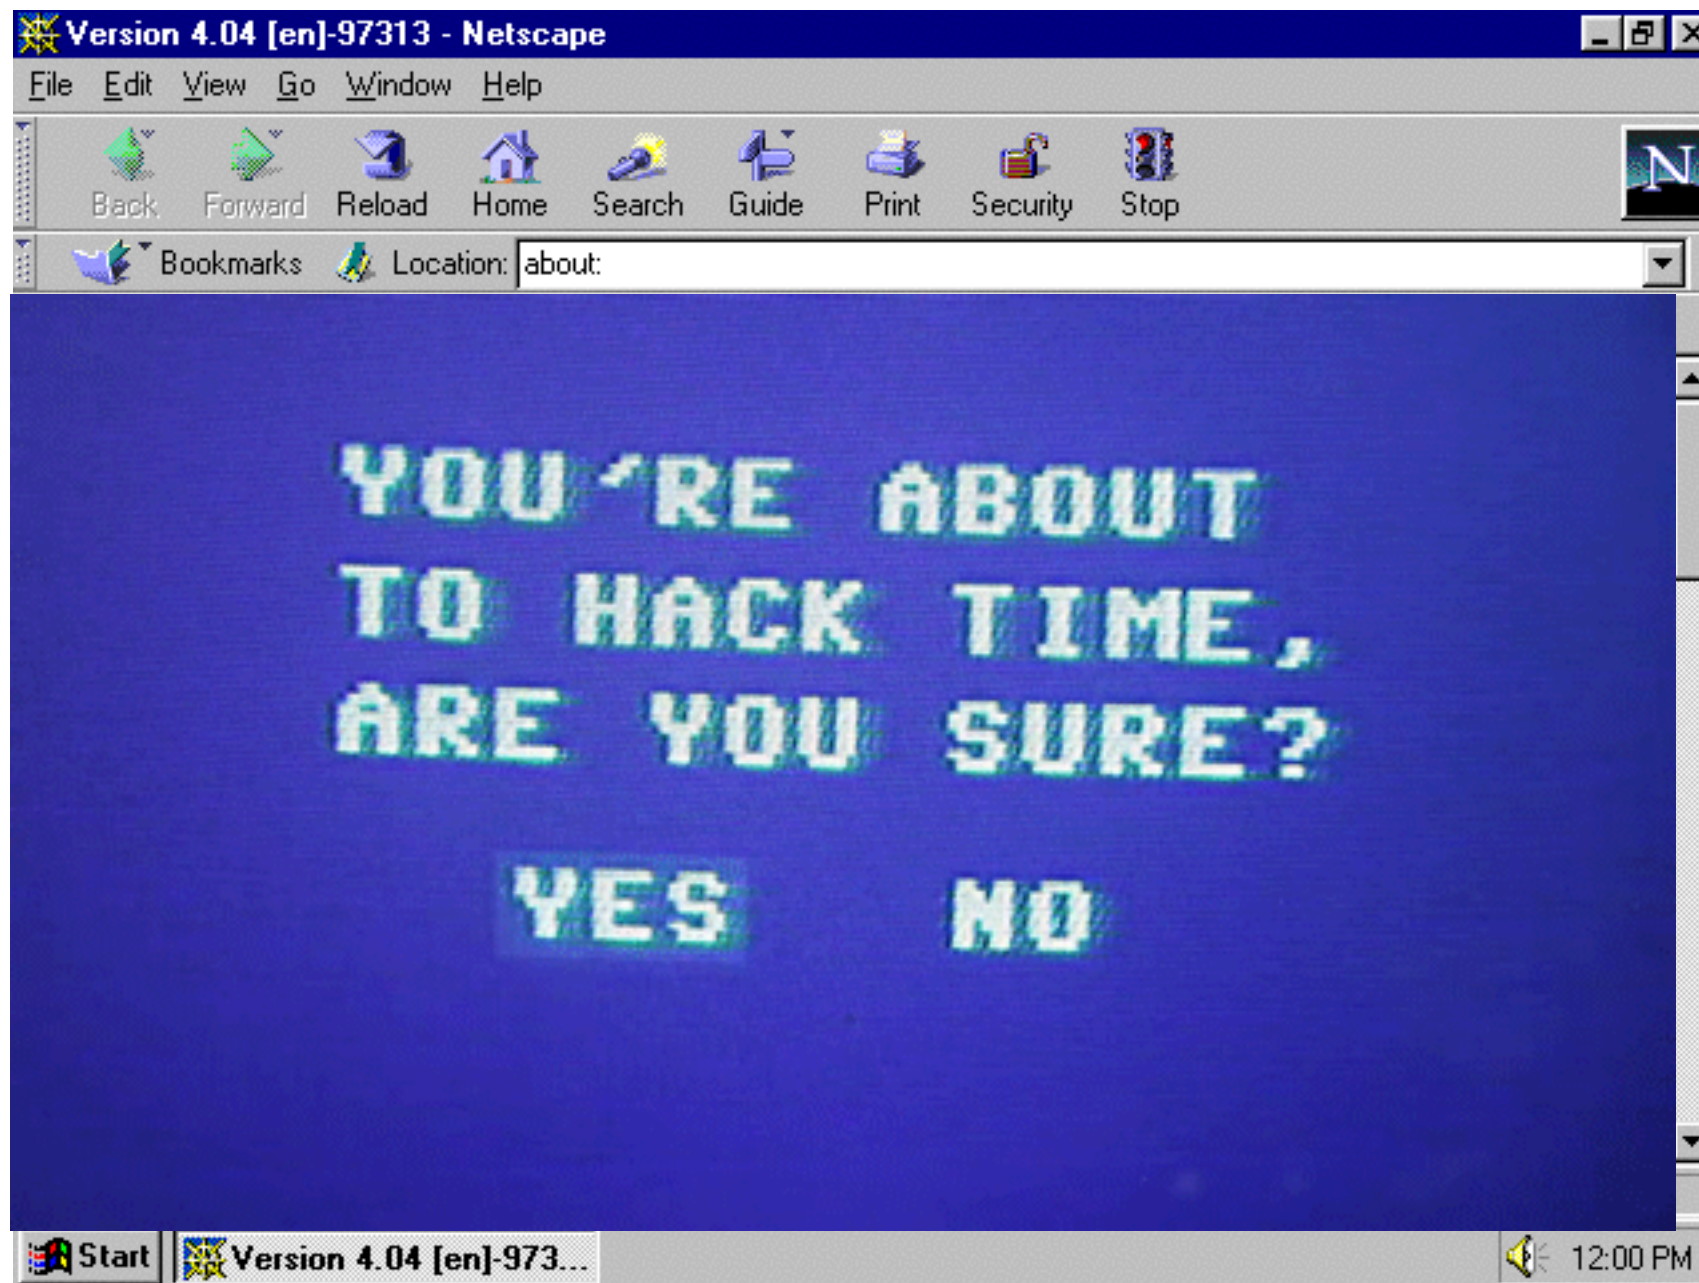 Version 4.04 [en]-97313 - Netscape
File Edit View Go Window Help
Back Forward Reload Home Search Guide Print Security Stop
N
Bookmarks Location: about:
YOU'RE ABOUT
TO HACK TIME,
ARE YOU SURE?
YES NO
Start Version 4.04 [en]-973... 12:00 PM